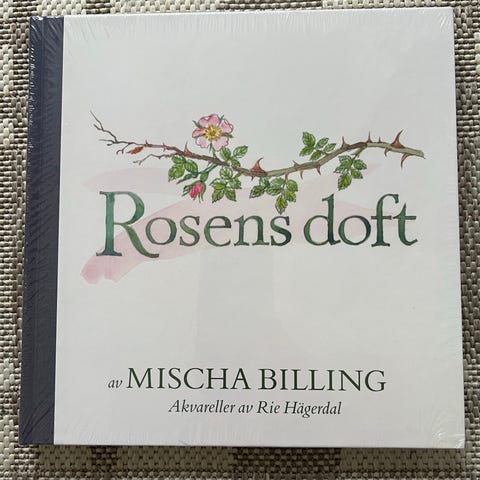 Rosens doft
av MISCHA BILLING
Akvareller av Rie Hägerdal